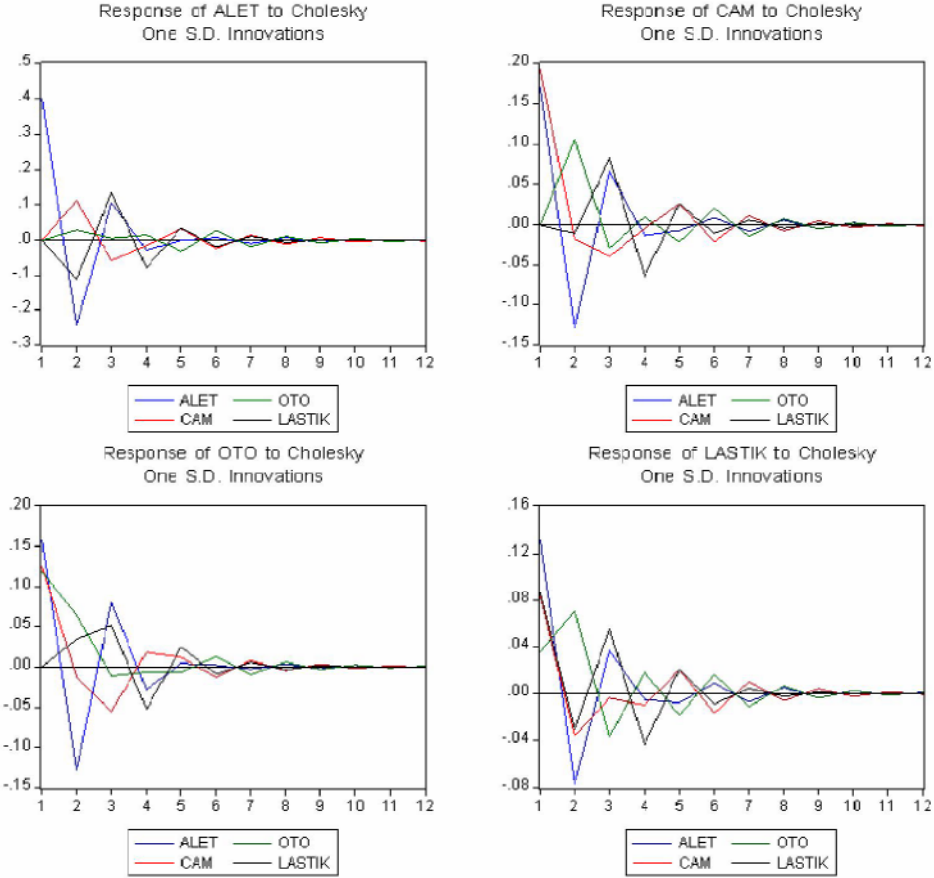 Response of ALET to Cholesky
One S.D. Innovations
.5
.4
.3
.2
.1
.0
-.1
-.2
-.3
1 2 3 4 5 6 7 8 9 10 11 12
ALET OTO
CAM LASTIK
Response of CAM to Cholesky
One S.D. Innovations
.20
.15
.10
.05
.00
-.05
-.10
-.15
1 2 3 4 5 6 7 8 9 10 11 12
ALET OTO
CAM LASTIK
Response of OTO to Cholesky
One S.D. Innovations
.20
.15
.10
.05
.00
-.05
-.10
-.15
1 2 3 4 5 6 7 8 9 10 11 12
ALET OTO
CAM LASTIK
Response of LASTIK to Cholesky
One S.D. Innovations
.16
.12
.08
.04
.00
-.04
-.08
1 2 3 4 5 6 7 8 9 10 11 12
ALET OTO
CAM LASTIK